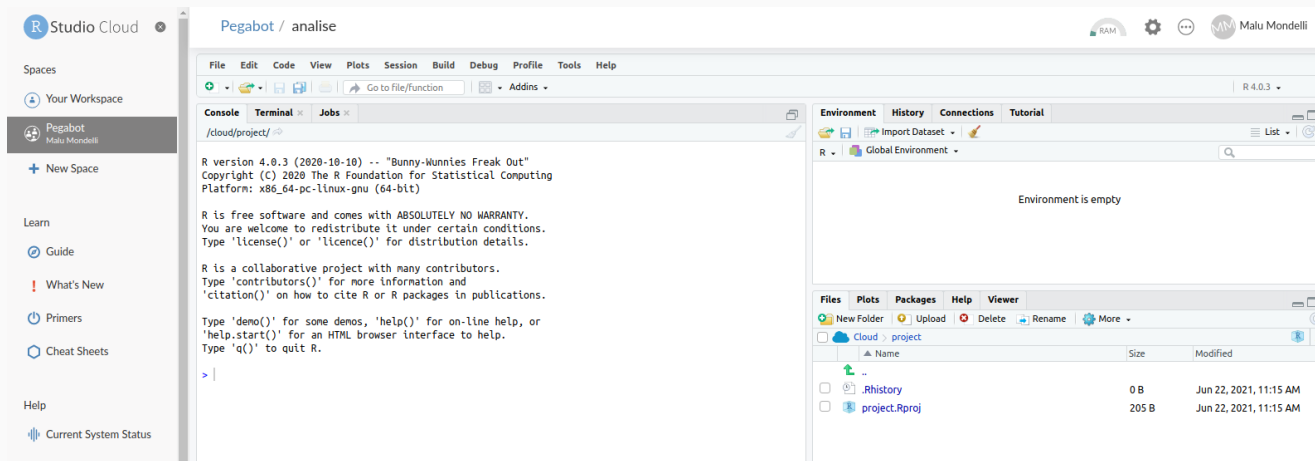 R Studio Cloud
Spaces
Your Workspace
Pegabot
Malu Mondelli
New Space
Learn
Guide
What's New
Primers
Cheat Sheets
Help
Current System Status
Pegabot / analise
RAM
MM Malu Mondelli
File Edit Code View Plots Session Build Debug Profile Tools Help
Go to file/function Addins R 4.0.3
Console Terminal Jobs
/cloud/project/
R version 4.0.3 (2020-10-10) -- "Bunny-Wunnies Freak Out"
Copyright (C) 2020 The R Foundation for Statistical Computing
Platform: x86_64-pc-linux-gnu (64-bit)
R is free software and comes with ABSOLUTELY NO WARRANTY.
You are welcome to redistribute it under certain conditions.
Type 'license()' or 'licence()' for distribution details.
R is a collaborative project with many contributors.
Type 'contributors()' for more information and
'citation()' on how to cite R or R packages in publications.
Type 'demo()' for some demos, 'help()' for on-line help, or
'help.start()' for an HTML browser interface to help.
Type 'q()' to quit R.
>
Environment History Connections Tutorial
Import Dataset List
R Global Environment
Environment is empty
Files Plots Packages Help Viewer
New Folder Upload Delete Rename More
Cloud > project
Name Size Modified
..
.Rhistory 0 B Jun 22, 2021, 11:15 AM
project.Rproj 205 B Jun 22, 2021, 11:15 AM